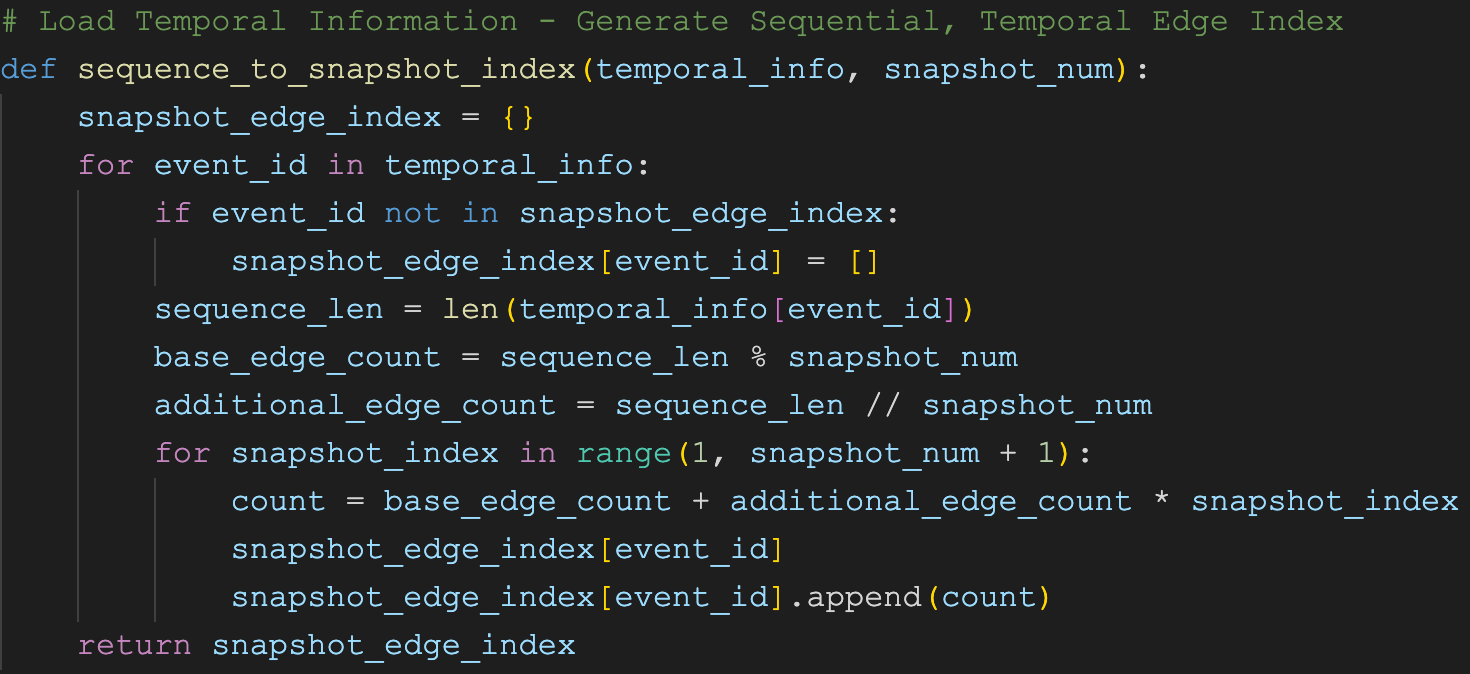 # Load Temporal Information - Generate Sequential, Temporal Edge Index
def sequence_to_snapshot_index(temporal_info, snapshot_num):
    snapshot_edge_index = {}
    for event_id in temporal_info:
        if event_id not in snapshot_edge_index:
            snapshot_edge_index[event_id] = []
        sequence_len = len(temporal_info[event_id])
        base_edge_count = sequence_len % snapshot_num
        additional_edge_count = sequence_len // snapshot_num
        for snapshot_index in range(1, snapshot_num + 1):
            count = base_edge_count + additional_edge_count * snapshot_index
            snapshot_edge_index[event_id]
            snapshot_edge_index[event_id].append(count)
    return snapshot_edge_index